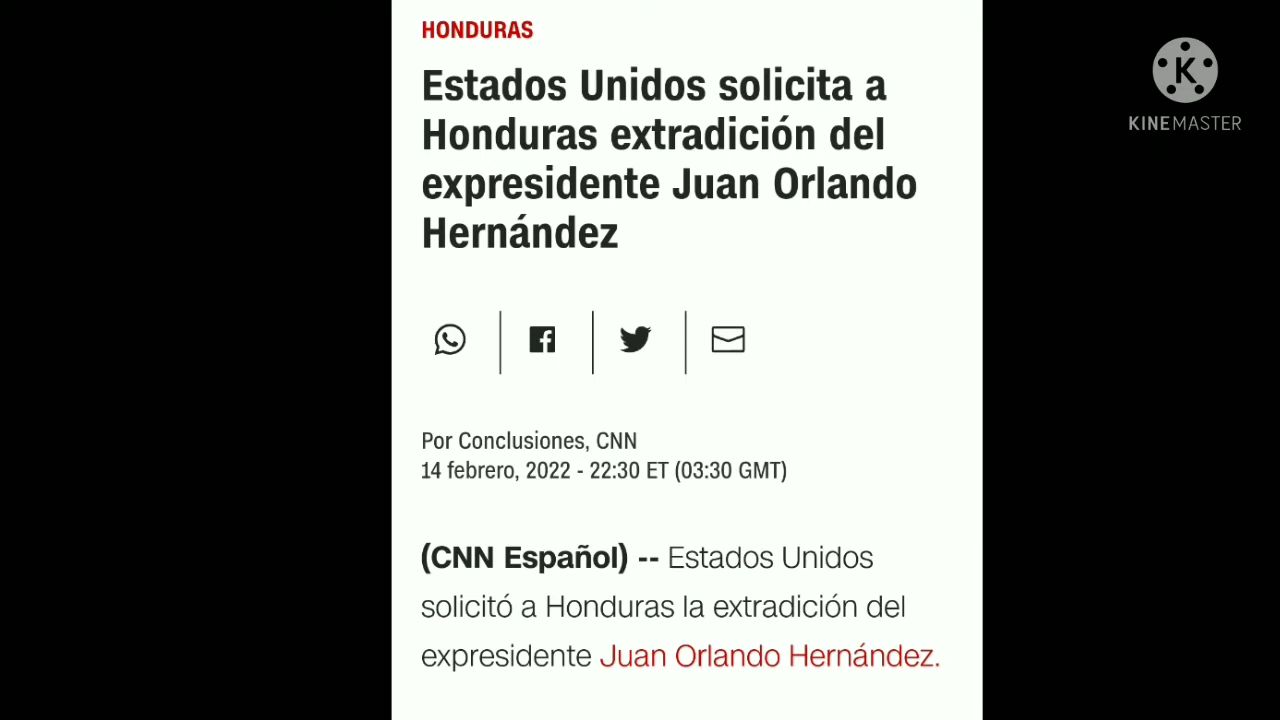 HONDURAS
Estados Unidos solicita a
Honduras extradición del
expresidente Juan Orlando
Hernández
Por Conclusiones, CNN
14 febrero, 2022 - 22:30 ET (03:30 GMT)
(CNN Español) -- Estados Unidos
solicitó a Honduras la extradición del
expresidente Juan Orlando Hernández.
K
KINEMASTER